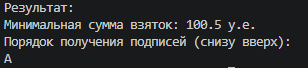 Результат:
Минимальная сумма взяток: 100.5 у.е.
Порядок получения подписей (снизу вверх):
А